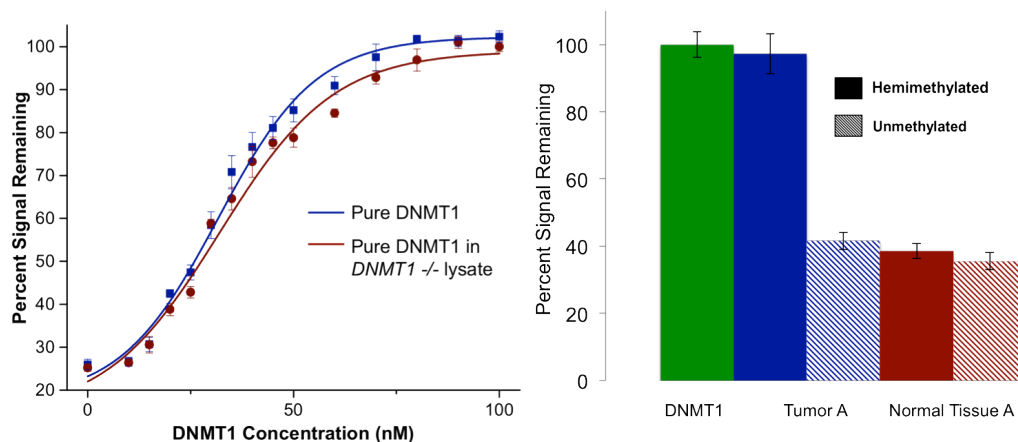 Percent Signal Remaining
100
90
80
70
60
50
40
30
20
0
50
100
DNMT1 Concentration (nM)
Pure DNMT1
Pure DNMT1 in
DNMT1 -/- lysate
Percent Signal Remaining
100
80
60
40
20
0
Hemimethylated
Unmethylated
DNMT1
Tumor A
Normal Tissue A